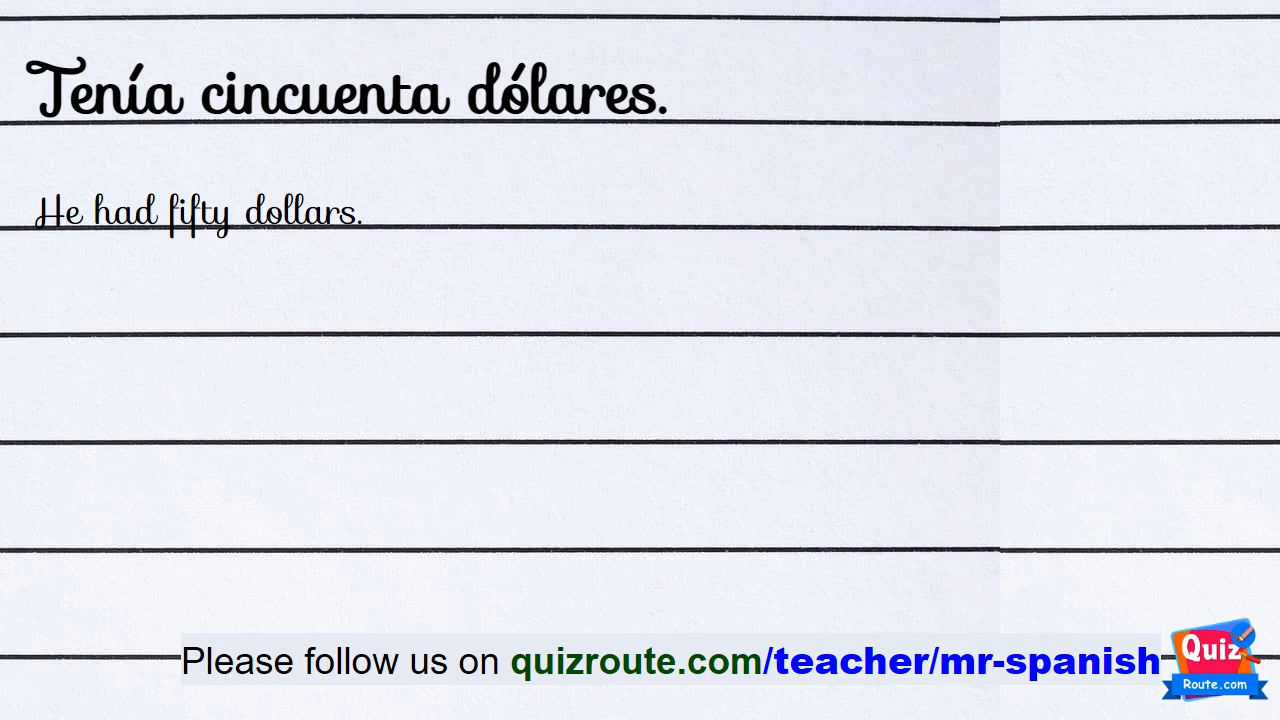 Tenía cincuenta dólares.
He had fifty dollars.
Please follow us on quizroute.com/teacher/mr-spanish
Quiz
Route.com